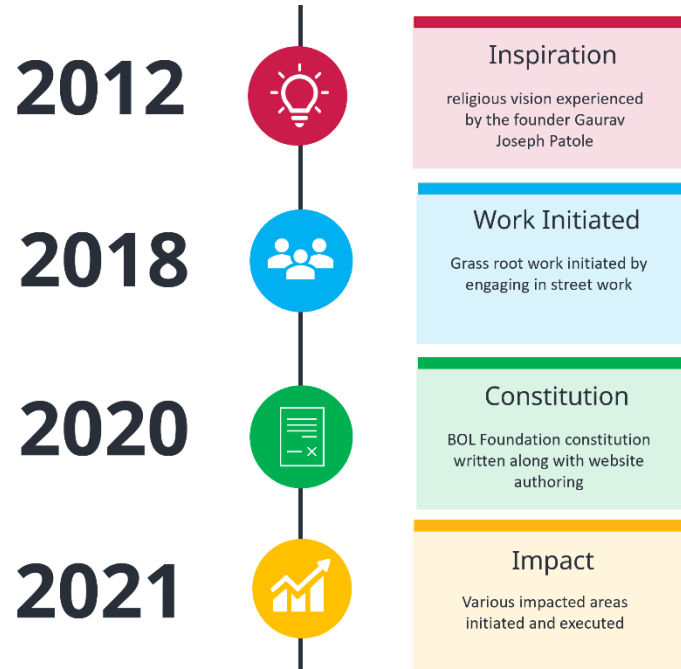 2012
Inspiration
religious vision experienced
by the founder Gaurav
Joseph Patole
2018
Work Initiated
Grass root work initiated by
engaging in street work
2020
Constitution
BOL Foundation constitution
written along with website
authoring
2021
Impact
Various impacted areas
initiated and executed